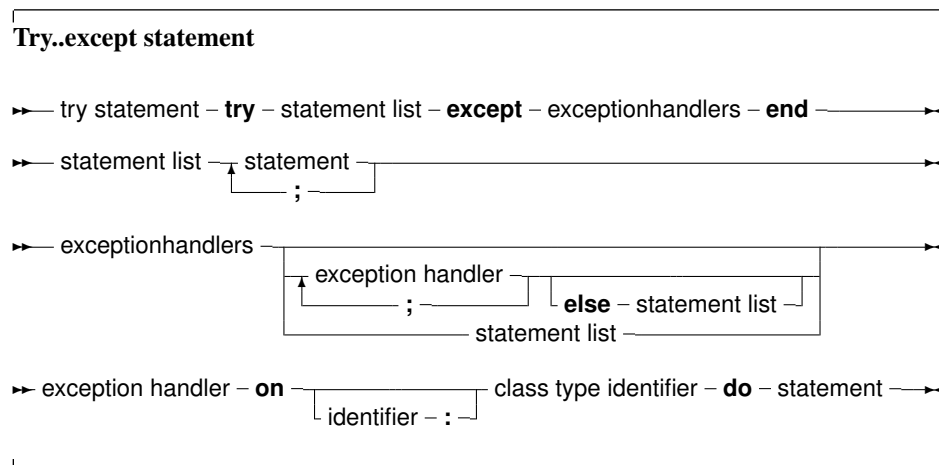 Try..except statement
try statement – try – statement list – except – exceptionhandlers – end
statement list statement
;
exceptionhandlers
exception handler
; else – statement list
statement list
exception handler – on class type identifier – do – statement
identifier – :